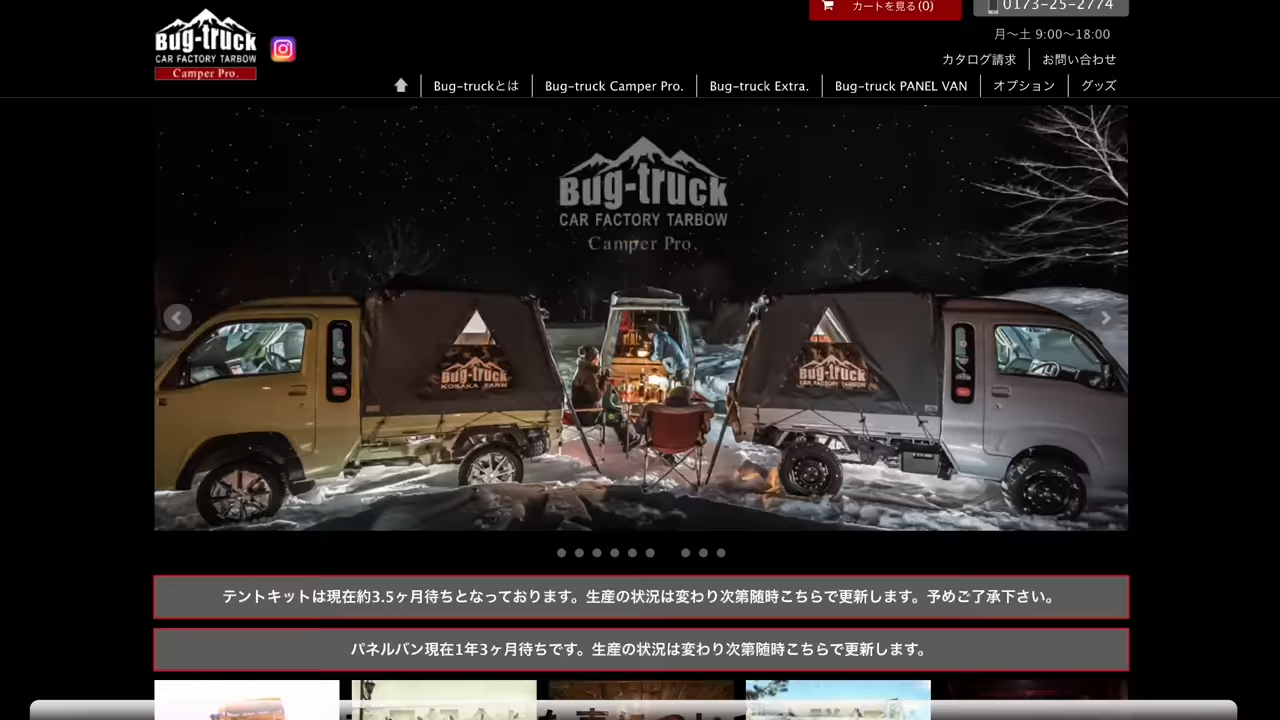 Bug-truck
CAR FACTORY TARBOW
Camper Pro.
カートを見る(0)
0173-25-2774
月～土 9:00～18:00
カタログ請求
お問い合わせ
Bug-truckとは
Bug-truck Camper Pro.
Bug-truck Extra.
Bug-truck PANEL VAN
オプション
グッズ
Bug-truck
CAR FACTORY TARBOW
Camper Pro.
Bug-truck
KOSAKA FARM
Bug-truck
CAR FACTORY TARBOW
テントキットは現在約3.5ヶ月待ちとなっております。生産の状況は変わり次第随時こちらで更新します。予めご了承下さい。
パネルバン現在1年3ヶ月待ちです。生産の状況は変わり次第随時こちらで更新します。